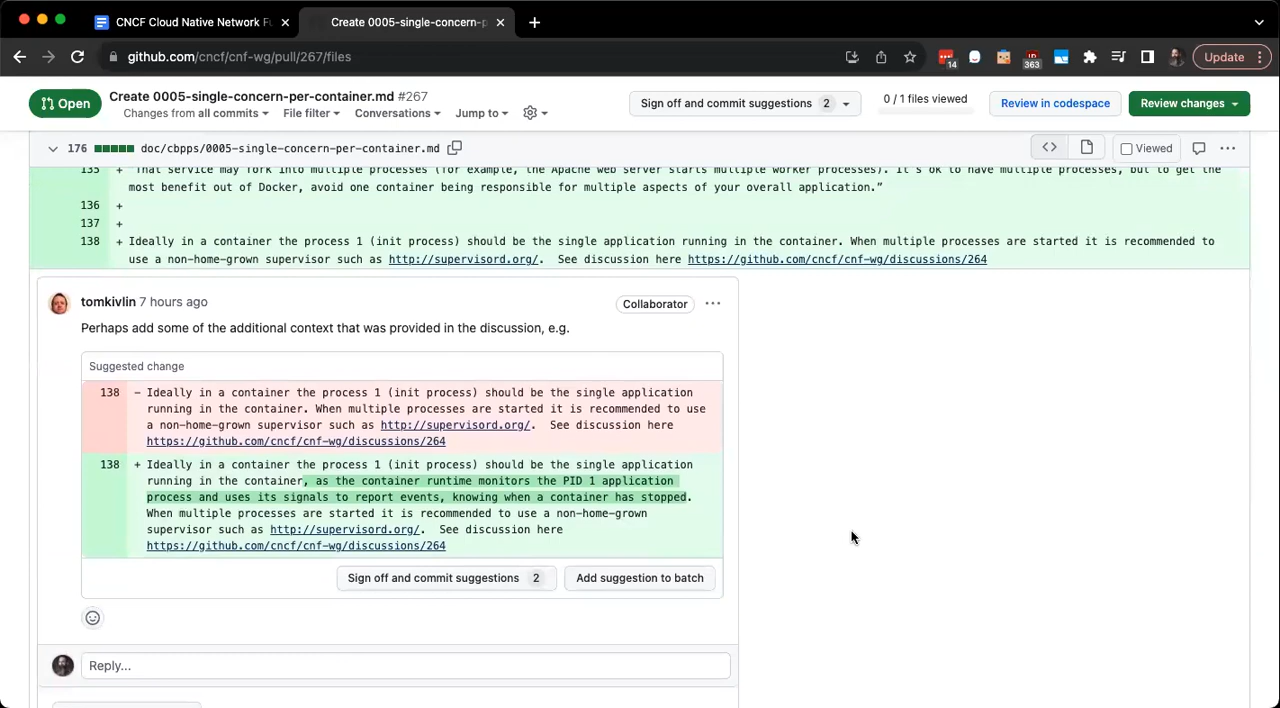 CNCF Cloud Native Network Fu
Create 0005-single-concern-p
github.com/cncf/cnf-wg/pull/267/files
14
363
Update
Open
Create 0005-single-concern-per-container.md #267
Changes from all commits
File filter
Conversations
Jump to
Sign off and commit suggestions 2
0 / 1 files viewed
Review in codespace
Review changes
176 doc/cbpps/0005-single-concern-per-container.md
Viewed
135 + "That service may fork into multiple processes (for example, the Apache web server starts multiple worker processes). It's ok to have multiple processes, but to get the
most benefit out of Docker, avoid one container being responsible for multiple aspects of your overall application.”
136 +
137 +
138 + Ideally in a container the process 1 (init process) should be the single application running in the container. When multiple processes are started it is recommended to
use a non-home-grown supervisor such as http://supervisord.org/. See discussion here https://github.com/cncf/cnf-wg/discussions/264
tomkivlin 7 hours ago
Collaborator
Perhaps add some of the additional context that was provided in the discussion, e.g.
Suggested change
138 - Ideally in a container the process 1 (init process) should be the single application
running in the container. When multiple processes are started it is recommended to use
a non-home-grown supervisor such as http://supervisord.org/. See discussion here
https://github.com/cncf/cnf-wg/discussions/264
138 + Ideally in a container the process 1 (init process) should be the single application
running in the container, as the container runtime monitors the PID 1 application
process and uses its signals to report events, knowing when a container has stopped.
When multiple processes are started it is recommended to use a non-home-grown
supervisor such as http://supervisord.org/. See discussion here
https://github.com/cncf/cnf-wg/discussions/264
Sign off and commit suggestions 2
Add suggestion to batch
Reply...